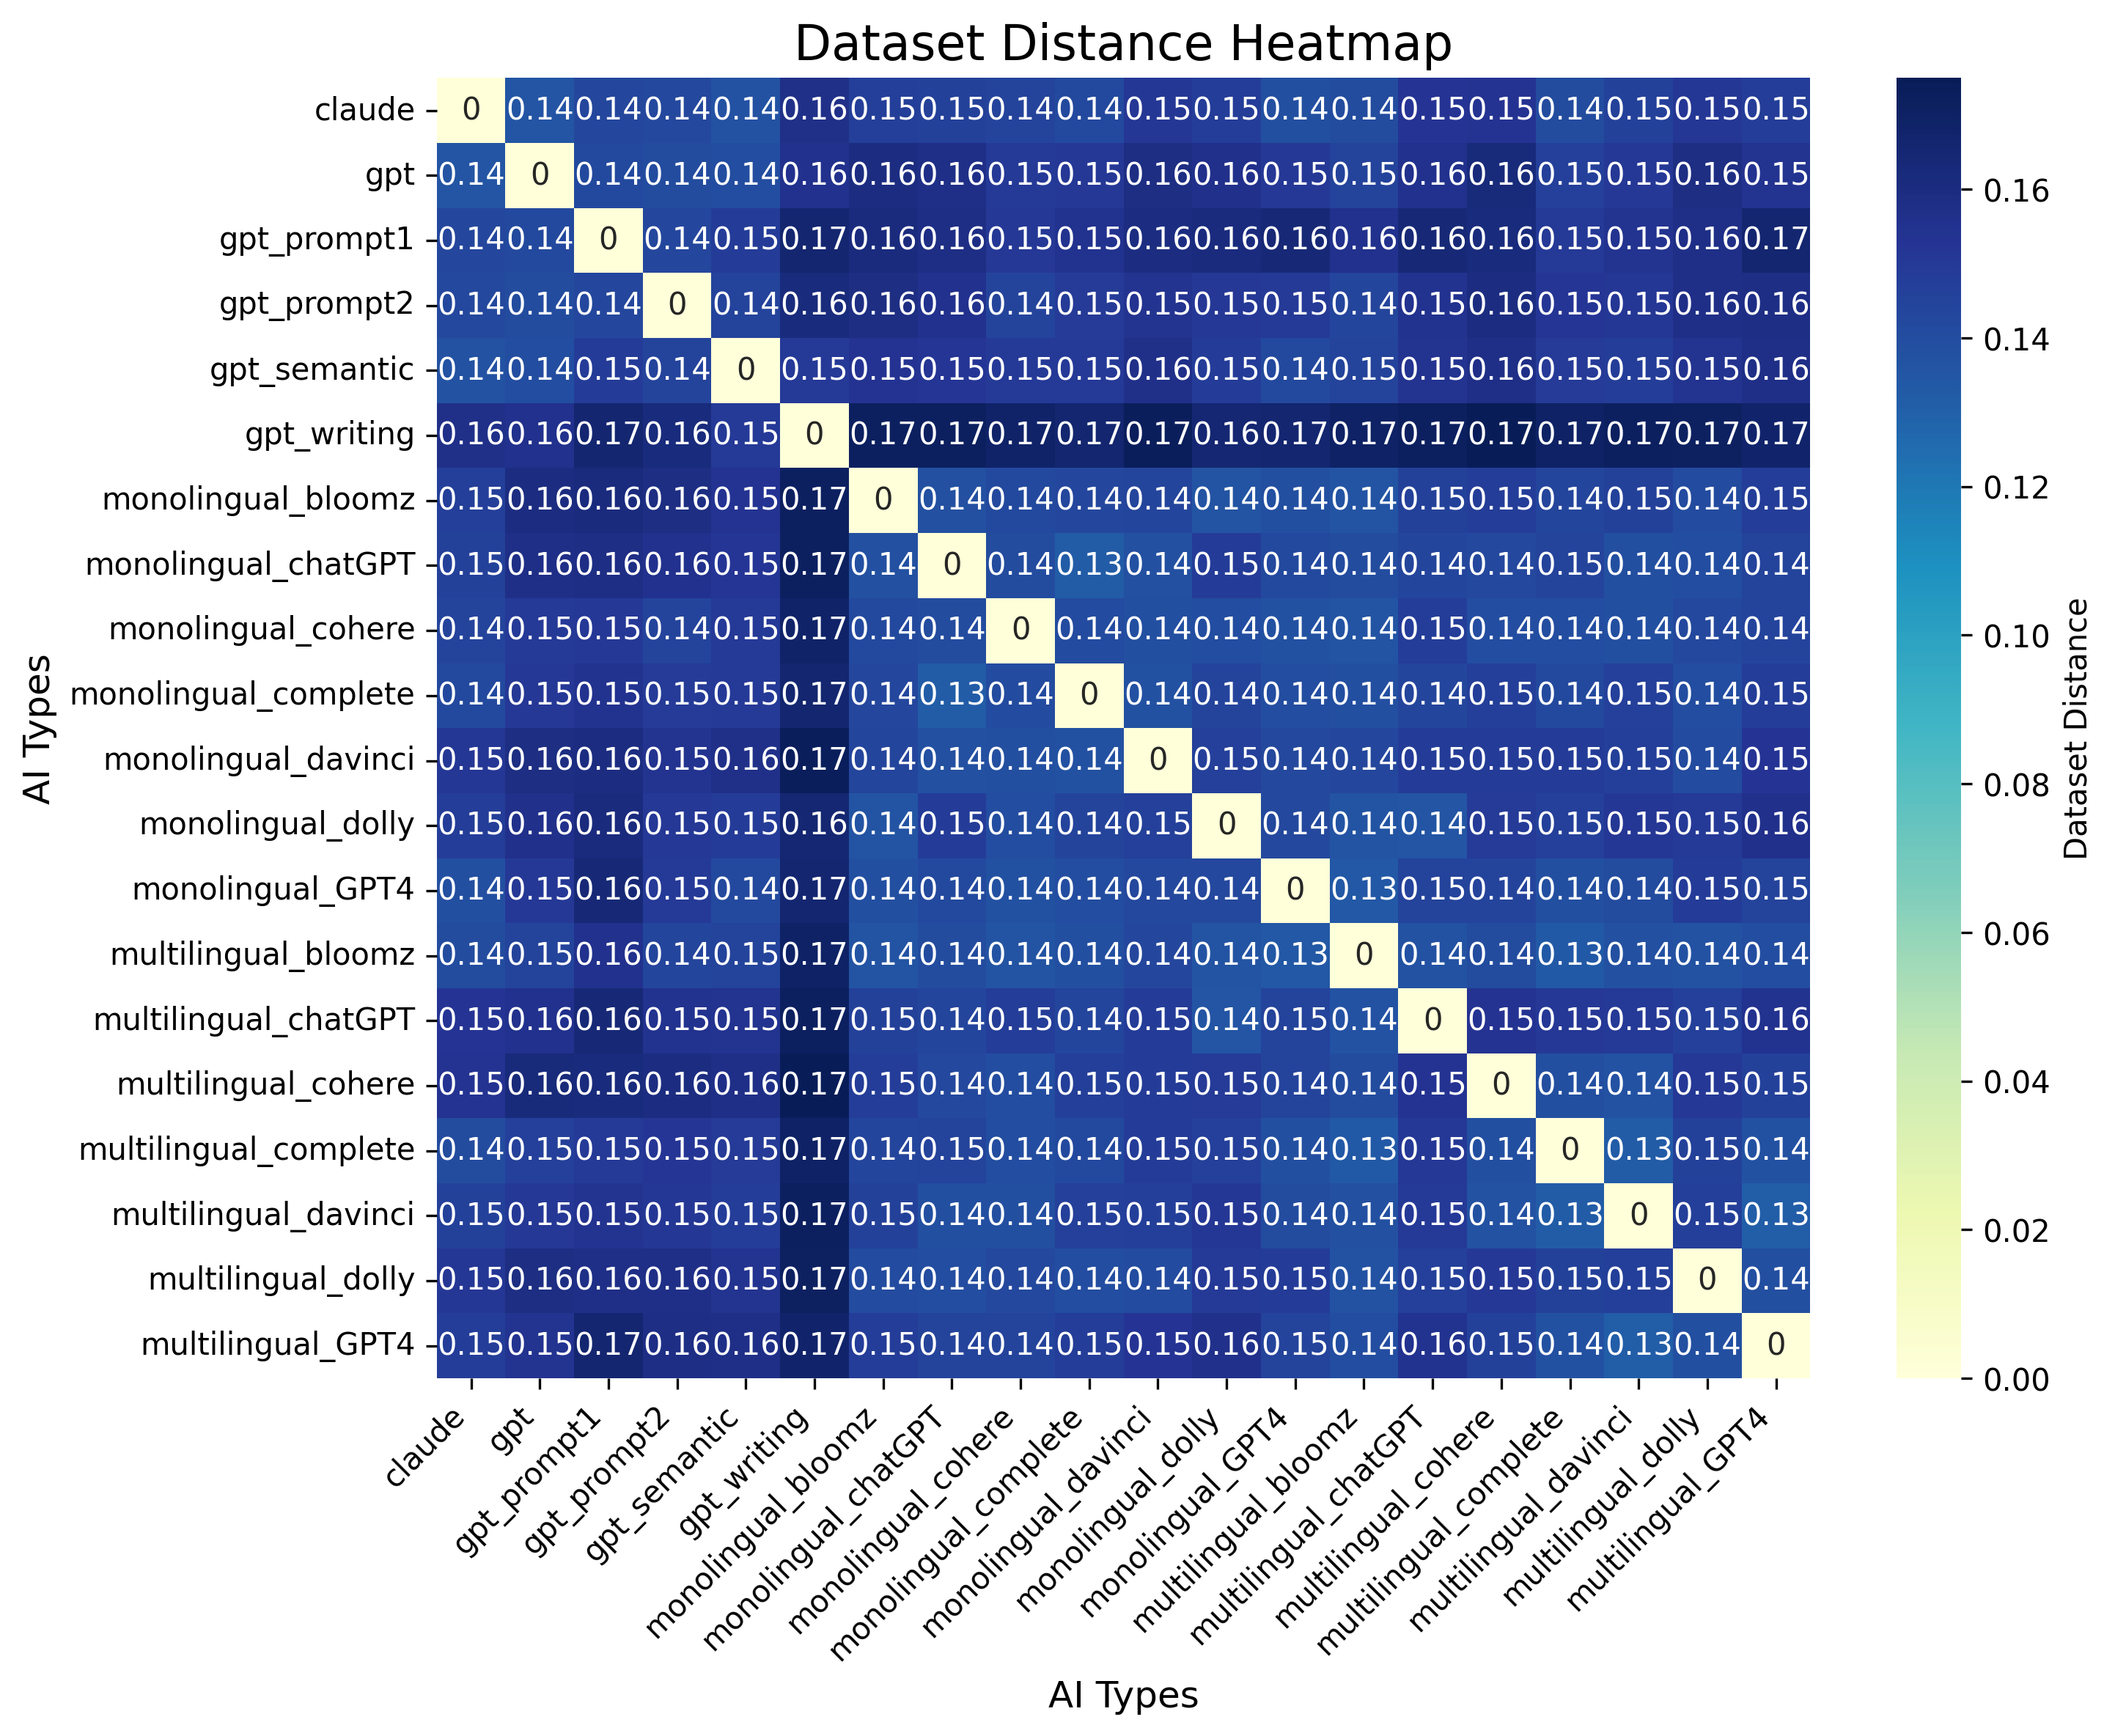 Dataset Distance Heatmap
claude 0 0.14 0.14 0.14 0.14 0.16 0.15 0.15 0.14 0.14 0.15 0.15 0.14 0.14 0.15 0.15 0.14 0.15 0.15 0.15
gpt 0.14 0 0.14 0.14 0.14 0.16 0.16 0.16 0.15 0.15 0.16 0.16 0.15 0.15 0.16 0.16 0.15 0.15 0.16 0.15
gpt_prompt1 0.14 0.14 0 0.14 0.15 0.17 0.16 0.16 0.15 0.15 0.16 0.16 0.16 0.16 0.16 0.16 0.15 0.15 0.16 0.17
gpt_prompt2 0.14 0.14 0.14 0 0.14 0.16 0.16 0.16 0.14 0.15 0.15 0.15 0.15 0.14 0.15 0.16 0.15 0.15 0.16 0.16
gpt_semantic 0.14 0.14 0.15 0.14 0 0.15 0.15 0.15 0.15 0.15 0.16 0.15 0.14 0.15 0.15 0.16 0.15 0.15 0.15 0.16
gpt_writing 0.16 0.16 0.17 0.16 0.15 0 0.17 0.17 0.17 0.17 0.17 0.16 0.17 0.17 0.17 0.17 0.17 0.17 0.17 0.17
monolingual_bloomz 0.15 0.16 0.16 0.16 0.15 0.17 0 0.14 0.14 0.14 0.14 0.14 0.14 0.14 0.15 0.15 0.14 0.15 0.14 0.15
monolingual_chatGPT 0.15 0.16 0.16 0.16 0.15 0.17 0.14 0 0.14 0.13 0.14 0.15 0.14 0.14 0.14 0.14 0.15 0.14 0.14 0.14
monolingual_cohere 0.14 0.15 0.15 0.14 0.15 0.17 0.14 0.14 0 0.14 0.14 0.14 0.14 0.14 0.15 0.14 0.14 0.14 0.14 0.14
monolingual_complete 0.14 0.15 0.15 0.15 0.15 0.17 0.14 0.13 0.14 0 0.14 0.14 0.14 0.14 0.14 0.15 0.14 0.15 0.14 0.15
monolingual_davinci 0.15 0.16 0.16 0.15 0.16 0.17 0.14 0.14 0.14 0.14 0 0.15 0.14 0.14 0.15 0.15 0.15 0.15 0.14 0.15
monolingual_dolly 0.15 0.16 0.16 0.15 0.15 0.16 0.14 0.15 0.14 0.14 0.15 0 0.14 0.14 0.14 0.15 0.15 0.15 0.15 0.16
monolingual_GPT4 0.14 0.15 0.16 0.15 0.14 0.17 0.14 0.14 0.14 0.14 0.14 0.14 0 0.13 0.15 0.14 0.14 0.14 0.15 0.15
multilingual_bloomz 0.14 0.15 0.16 0.14 0.15 0.17 0.14 0.14 0.14 0.14 0.14 0.14 0.13 0 0.14 0.14 0.13 0.14 0.14 0.14
multilingual_chatGPT 0.15 0.16 0.16 0.15 0.15 0.17 0.15 0.14 0.15 0.14 0.15 0.14 0.15 0.14 0 0.15 0.15 0.15 0.15 0.16
multilingual_cohere 0.15 0.16 0.16 0.16 0.16 0.17 0.15 0.14 0.14 0.15 0.15 0.15 0.14 0.14 0.15 0 0.14 0.14 0.15 0.15
multilingual_complete 0.14 0.15 0.15 0.15 0.15 0.17 0.14 0.15 0.14 0.14 0.15 0.15 0.14 0.13 0.15 0.14 0 0.13 0.15 0.14
multilingual_davinci 0.15 0.15 0.15 0.15 0.15 0.17 0.15 0.14 0.14 0.15 0.15 0.15 0.14 0.14 0.15 0.14 0.13 0 0.15 0.13
multilingual_dolly 0.15 0.16 0.16 0.16 0.15 0.17 0.14 0.14 0.14 0.14 0.14 0.15 0.15 0.14 0.15 0.15 0.15 0.15 0 0.14
multilingual_GPT4 0.15 0.15 0.17 0.16 0.16 0.17 0.15 0.14 0.14 0.15 0.15 0.16 0.15 0.14 0.16 0.15 0.14 0.13 0.14 0
AI Types
claude
gpt
gpt_prompt1
gpt_prompt2
gpt_semantic
gpt_writing
monolingual_bloomz
monolingual_chatGPT
monolingual_cohere
monolingual_complete
monolingual_davinci
monolingual_dolly
monolingual_GPT4
multilingual_bloomz
multilingual_chatGPT
multilingual_cohere
multilingual_complete
multilingual_davinci
multilingual_dolly
multilingual_GPT4
AI Types
0.16
0.14
0.12
0.10
0.08
0.06
0.04
0.02
0.00
Dataset Distance